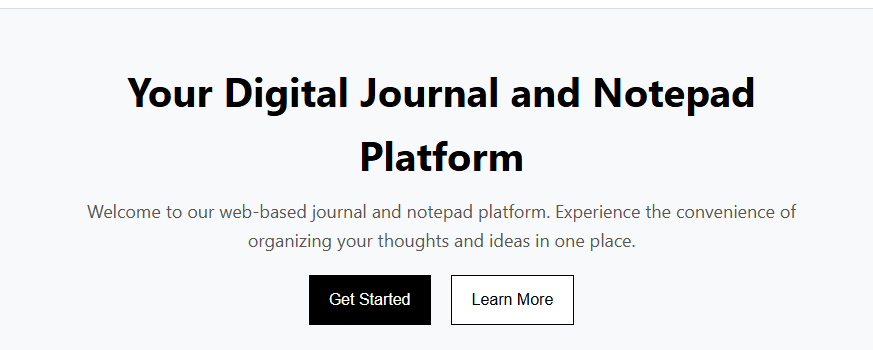 Your Digital Journal and Notepad
Platform
Welcome to our web-based journal and notepad platform. Experience the convenience of
organizing your thoughts and ideas in one place.
Get Started
Learn More